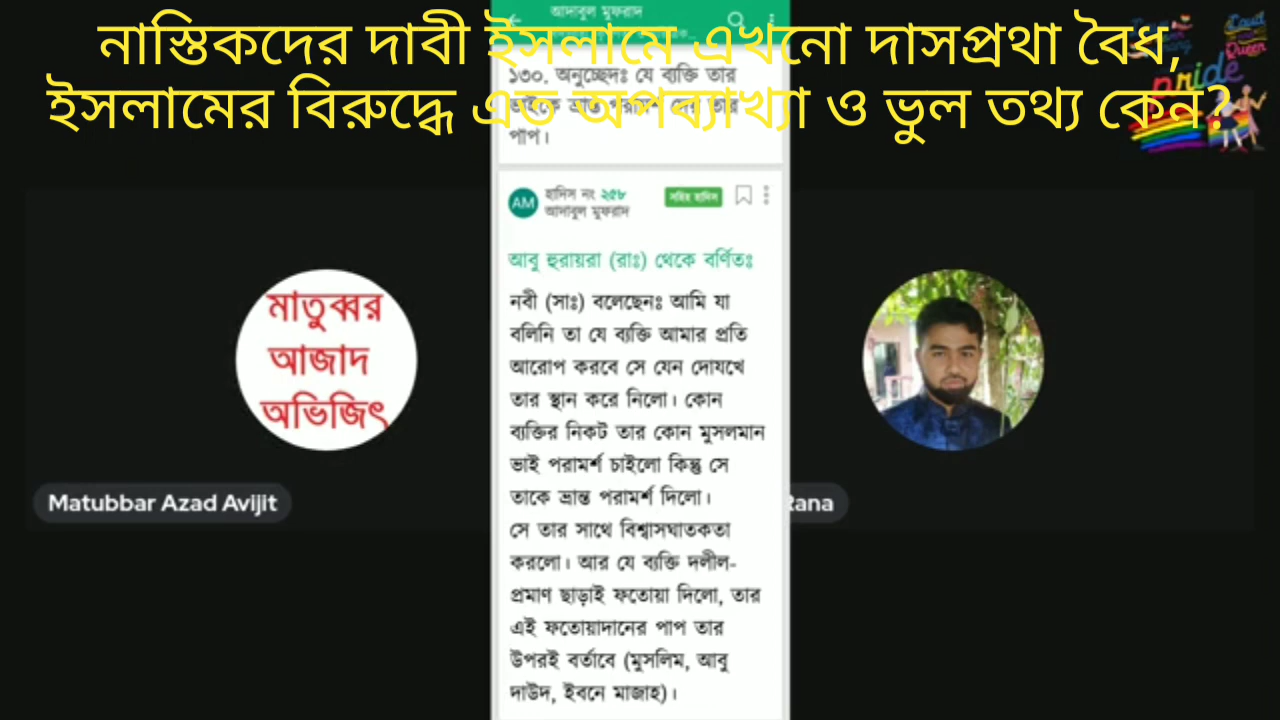 নাস্তিকদের দাবী ইসলামে এখনো দাসপ্রথা বৈধ,
ইসলামের বিরুদ্ধে এত অপব্যাখ্যা ও ভুল তথ্য কেন?
আদাবুল মুফরাদ
১৩০. অনুচ্ছেদঃ যে ব্যক্তি তার
পাপ।
AM
হাদিস নং ২৫৮
আদাবুল মুফরাদ
সহিহ হাদিস
আবূ হুরায়রা (রাঃ) থেকে বর্ণিতঃ
নবী (সাঃ) বলেছেনঃ আমি যা
বলিনি তা যে ব্যক্তি আমার প্রতি
আরোপ করবে সে যেন দোযখে
তার স্থান করে নিলো। কোন
ব্যক্তির নিকট তার কোন মুসলমান
ভাই পরামর্শ চাইলো কিন্তু সে
তাকে ভ্রান্ত পরামর্শ দিলো।
সে তার সাথে বিশ্বাসঘাতকতা
করলো। আর যে ব্যক্তি দলীল-
প্রমাণ ছাড়াই ফতোয়া দিলো, তার
এই ফতোয়াদানের পাপ তার
উপরই বর্তাবে (মুসলিম, আবু
দাউদ, ইবনে মাজাহ)।
মাতুব্বর
আজাদ
অভিজিৎ
Matubbar Azad Avijit
Rana
Loud
Queen
pride